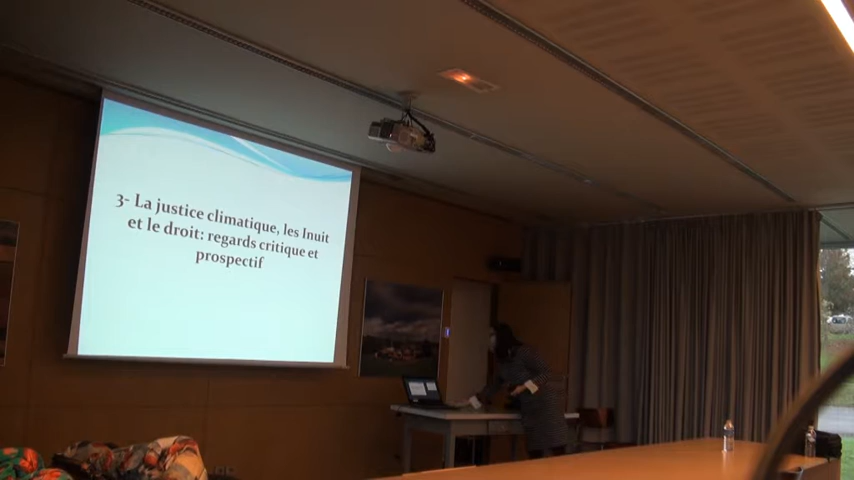 3- La justice climatique, les Inuit
et le droit: regards critique et
prospectif